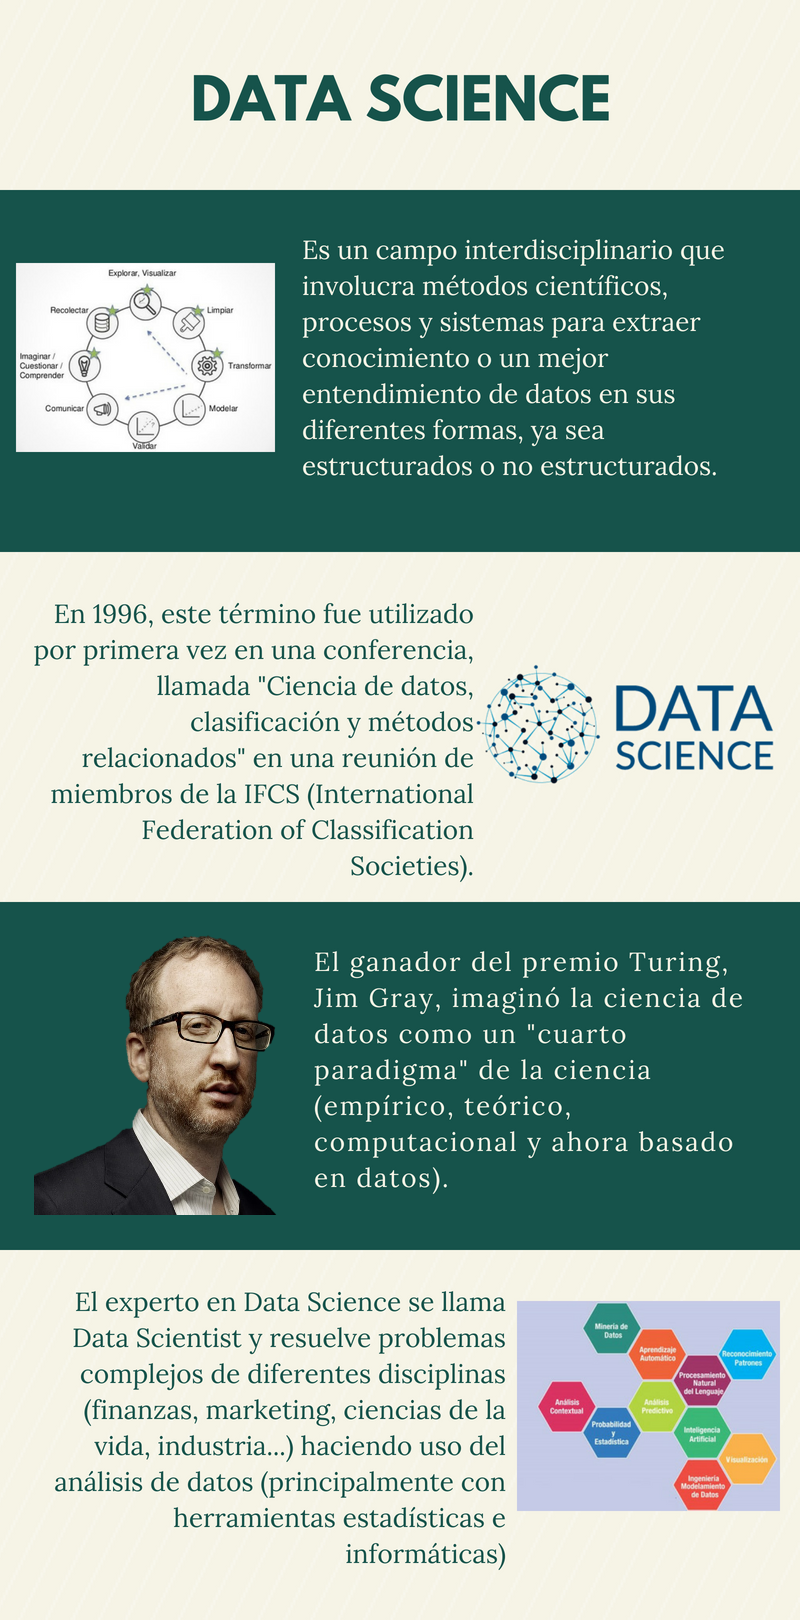 DATA SCIENCE
Explorar, Visualizar
Recolectar
Limpiar
Imaginar /
Cuestionar /
Comprender
Transformar
Comunicar
Modelar
Validar
Es un campo interdisciplinario que
involucra métodos científicos,
procesos y sistemas para extraer
conocimiento o un mejor
entendimiento de datos en sus
diferentes formas, ya sea
estructurados o no estructurados.
En 1996, este término fue utilizado
por primera vez en una conferencia,
llamada "Ciencia de datos,
clasificación y métodos
relacionados" en una reunión de
miembros de la IFCS (International
Federation of Classification
Societies).
DATA
SCIENCE
El ganador del premio Turing,
Jim Gray, imaginó la ciencia de
datos como un "cuarto
paradigma" de la ciencia
(empírico, teórico,
computacional y ahora basado
en datos).
El experto en Data Science se llama
Data Scientist y resuelve problemas
complejos de diferentes disciplinas
(finanzas, marketing, ciencias de la
vida, industria...) haciendo uso del
análisis de datos (principalmente con
herramientas estadísticas e
informáticas)
Minería de
Datos
Aprendizaje
Automático
Reconocimiento
Patrones
Procesamiento
Natural
del Lenguaje
Análisis
Contextual
Análisis
Predictivo
Probabilidad
y
Estadística
Inteligencia
Artificial
Visualización
Ingeniería
Modelamiento
de Datos